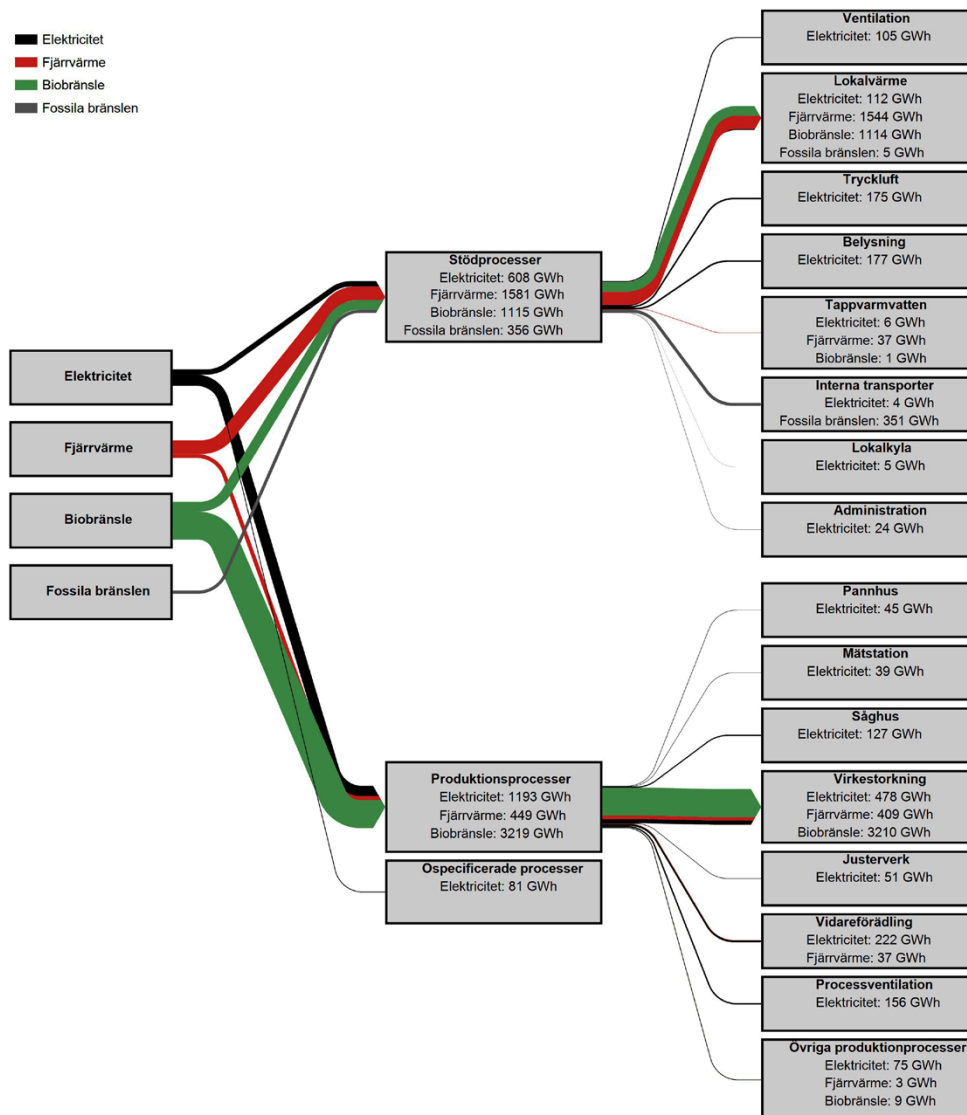 Elektricitet
Fjärrvärme
Biobränsle
Fossila bränslen
Elektricitet
Fjärrvärme
Biobränsle
Fossila bränslen
Stödprocesser
Elektricitet: 608 GWh
Fjärrvärme: 1581 GWh
Biobränsle: 1115 GWh
Fossila bränslen: 356 GWh
Produktionsprocesser
Elektricitet: 1193 GWh
Fjärrvärme: 449 GWh
Biobränsle: 3219 GWh
Ospecificerade processer
Elektricitet: 81 GWh
Ventilation
Elektricitet: 105 GWh
Lokalvärme
Elektricitet: 112 GWh
Fjärrvärme: 1544 GWh
Biobränsle: 1114 GWh
Fossila bränslen: 5 GWh
Tryckluft
Elektricitet: 175 GWh
Belysning
Elektricitet: 177 GWh
Tappvarmvatten
Elektricitet: 6 GWh
Fjärrvärme: 37 GWh
Biobränsle: 1 GWh
Interna transporter
Elektricitet: 4 GWh
Fossila bränslen: 351 GWh
Lokalkyla
Elektricitet: 5 GWh
Administration
Elektricitet: 24 GWh
Pannhus
Elektricitet: 45 GWh
Mätstation
Elektricitet: 39 GWh
Såghus
Elektricitet: 127 GWh
Virkestorkning
Elektricitet: 478 GWh
Fjärrvärme: 409 GWh
Biobränsle: 3210 GWh
Justerverk
Elektricitet: 51 GWh
Vidareförädling
Elektricitet: 222 GWh
Fjärrvärme: 37 GWh
Processventilation
Elektricitet: 156 GWh
Övriga produktionprocesser
Elektricitet: 75 GWh
Fjärrvärme: 3 GWh
Biobränsle: 9 GWh